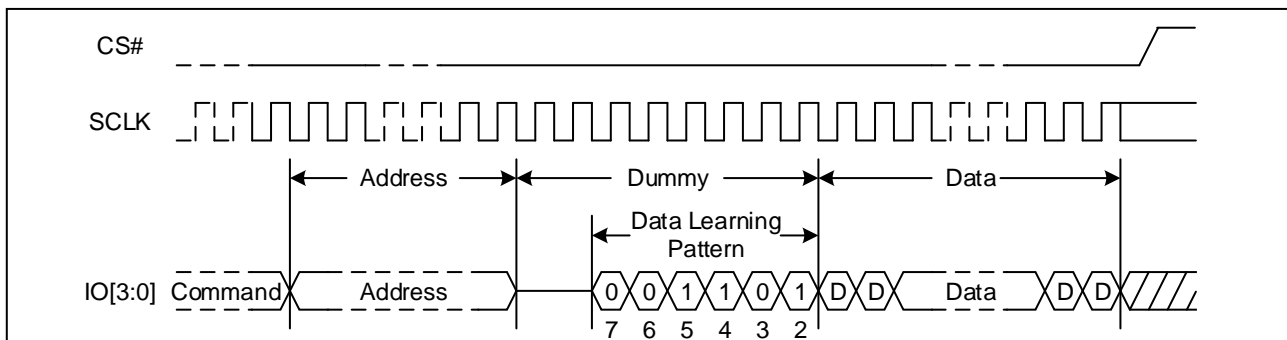 CS#
SCLK
Address Dummy Data
Data Learning
Pattern
IO[3:0] Command Address 0 0 1 1 0 1 D D Data D D
7 6 5 4 3 2